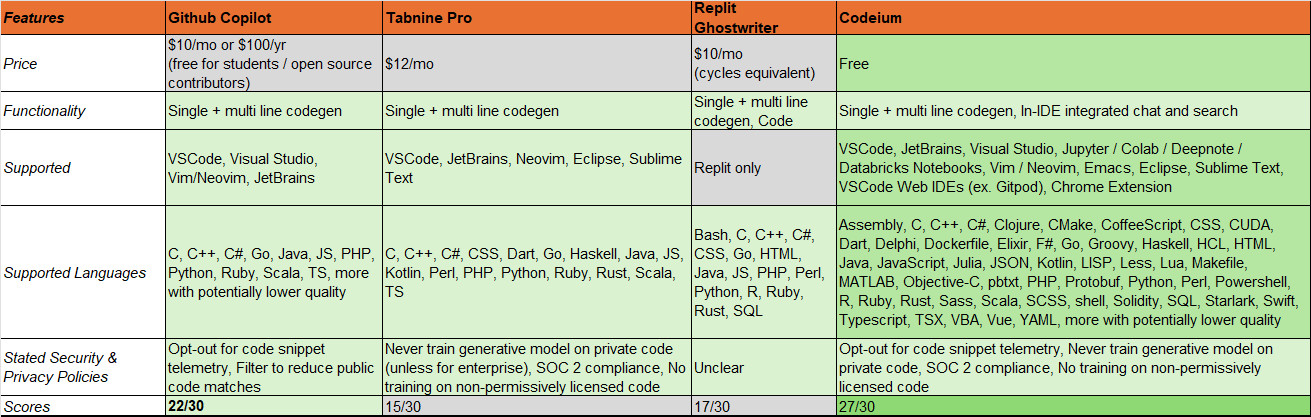 Features
Github Copilot
Tabnine Pro
Replit
Ghostwriter
Codeium
Price
$10/mo or $100/yr
(free for students / open source
contributors)
$12/mo
$10/mo
(cycles equivalent)
Free
Functionality
Single + multi line codegen
Single + multi line codegen
Single + multi line
codegen, Code
Single + multi line codegen, In-IDE integrated chat and search
Supported
VSCode, Visual Studio,
Vim/Neovim, JetBrains
VSCode, JetBrains, Neovim, Eclipse, Sublime
Text
Replit only
VSCode, JetBrains, Visual Studio, Jupyter / Colab / Deepnote /
Databricks Notebooks, Vim / Neovim, Emacs, Eclipse, Sublime Text,
VSCode Web IDEs (ex. Gitpod), Chrome Extension
Supported Languages
C, C++, C#, Go, Java, JS, PHP,
Python, Ruby, Scala, TS, more
with potentially lower quality
C, C++, C#, CSS, Dart, Go, Haskell, Java, JS,
Kotlin, Perl, PHP, Python, Ruby, Rust, Scala,
TS
Bash, C, C++, C#,
CSS, Go, HTML,
Java, JS, PHP, Perl,
Python, R, Ruby,
Rust, SQL
Assembly, C, C++, C#, Clojure, CMake, CoffeeScript, CSS, CUDA,
Dart, Delphi, Dockerfile, Elixir, F#, Go, Groovy, Haskell, HCL, HTML,
Java, JavaScript, Julia, JSON, Kotlin, LISP, Less, Lua, Makefile,
MATLAB, Objective-C, pbtxt, PHP, Protobuf, Python, Perl, Powershell,
R, Ruby, Rust, Sass, Scala, SCSS, shell, Solidity, SQL, Starlark, Swift,
Typescript, TSX, VBA, Vue, YAML, more with potentially lower quality
Stated Security &
Privacy Policies
Opt-out for code snippet
telemetry, Filter to reduce public
code matches
Never train generative model on private code
(unless for enterprise), SOC 2 compliance, No
training on non-permissively licensed code
Unclear
Opt-out for code snippet telemetry, Never train generative model on
private code, SOC 2 compliance, No training on non-permissively
licensed code
Scores
22/30
15/30
17/30
27/30